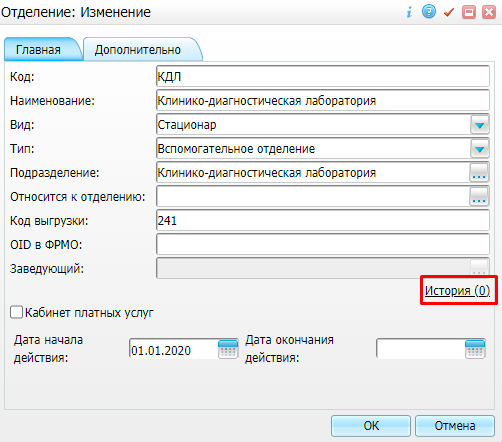 Отделение: Изменение
Главная Дополнительно
Код: КДЛ
Наименование: Клинико-диагностическая лаборатория
Вид: Стационар
Тип: Вспомогательное отделение
Подразделение: Клинико-диагностическая лаборатория ...
Относится к отделению: ...
Код выгрузки: 241
OID в ФРМО:
Заведующий: ...
История (0)
Кабинет платных услуг
Дата начала действия: 01.01.2020 Дата окончания действия:
ОК Отмена